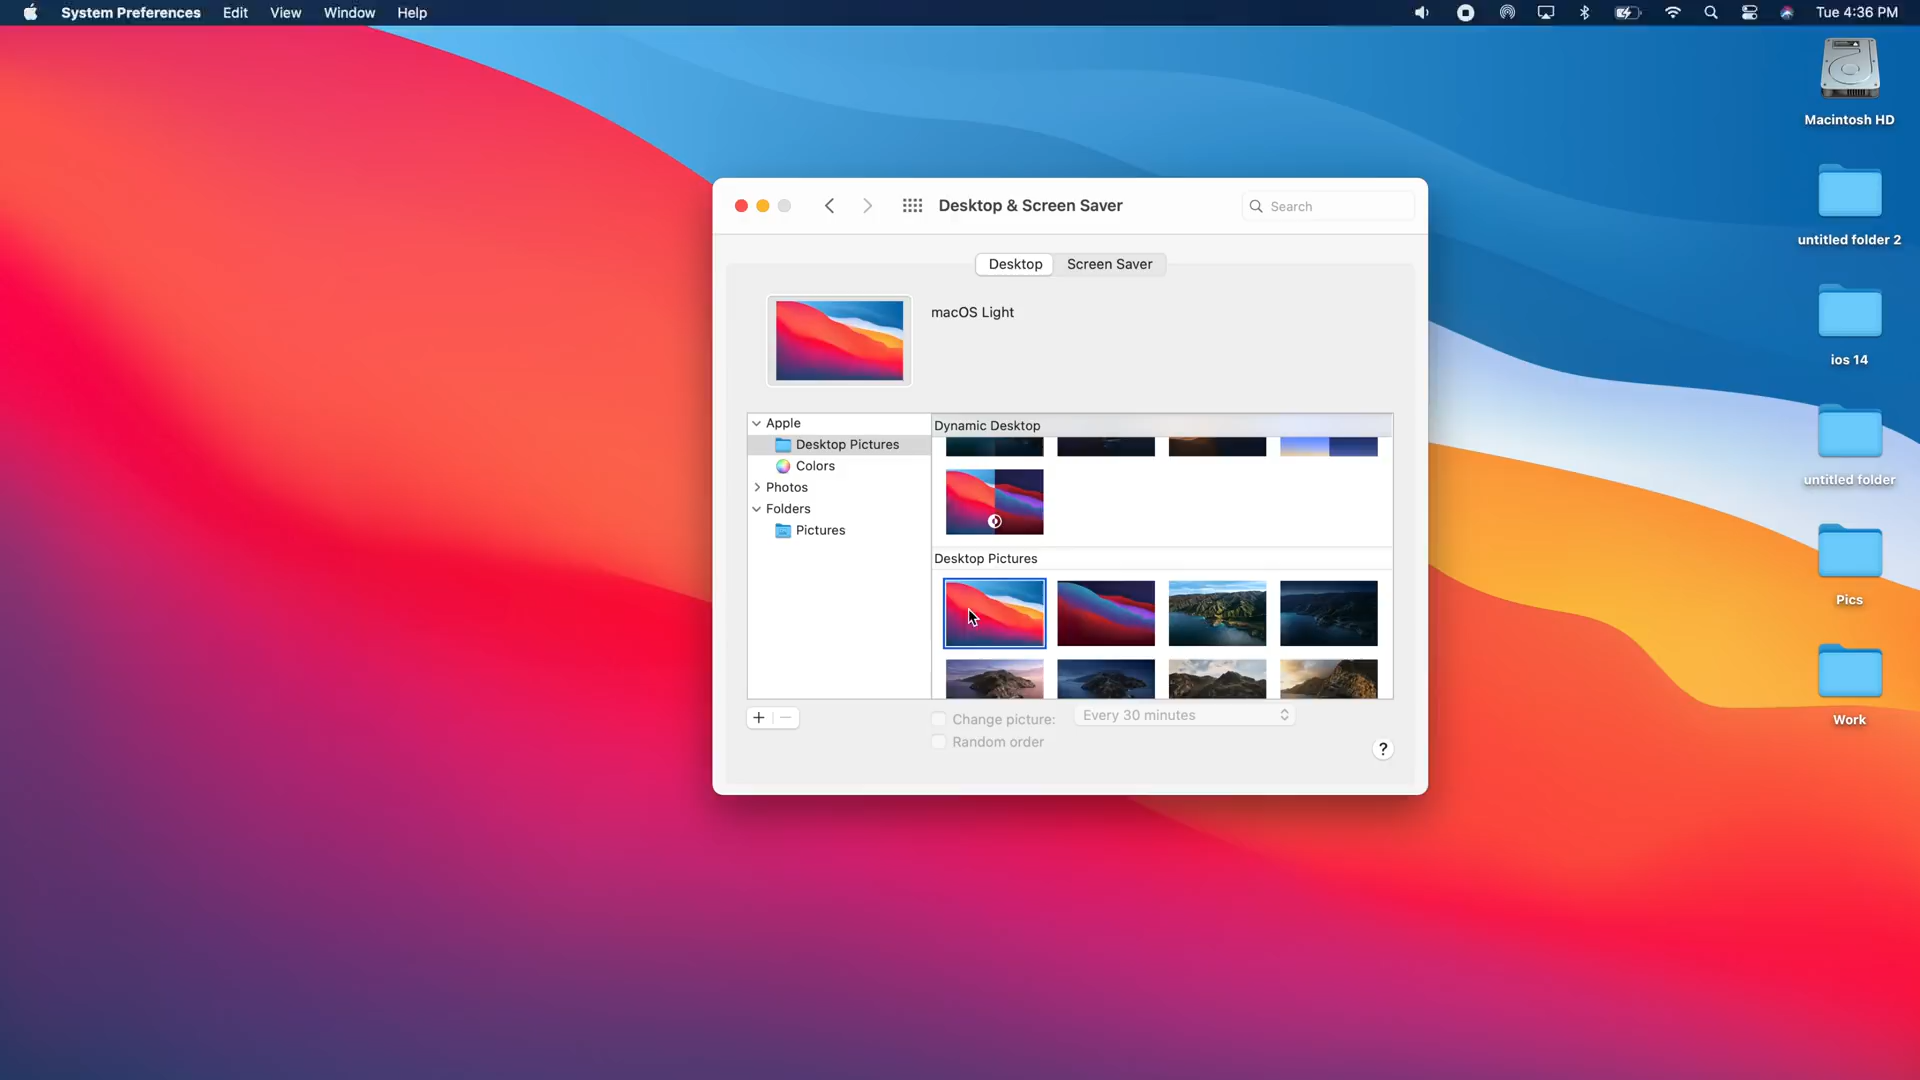 System Preferences Edit View Window Help Tue 4:36 PM
Macintosh HD
untitled folder 2
ios 14
untitled folder
Pics
Work
Desktop & Screen Saver Search
Desktop Screen Saver
macOS Light
Apple
Desktop Pictures
Colors
Photos
Folders
Pictures
Dynamic Desktop
Desktop Pictures
+ − Change picture: Every 30 minutes
Random order
?